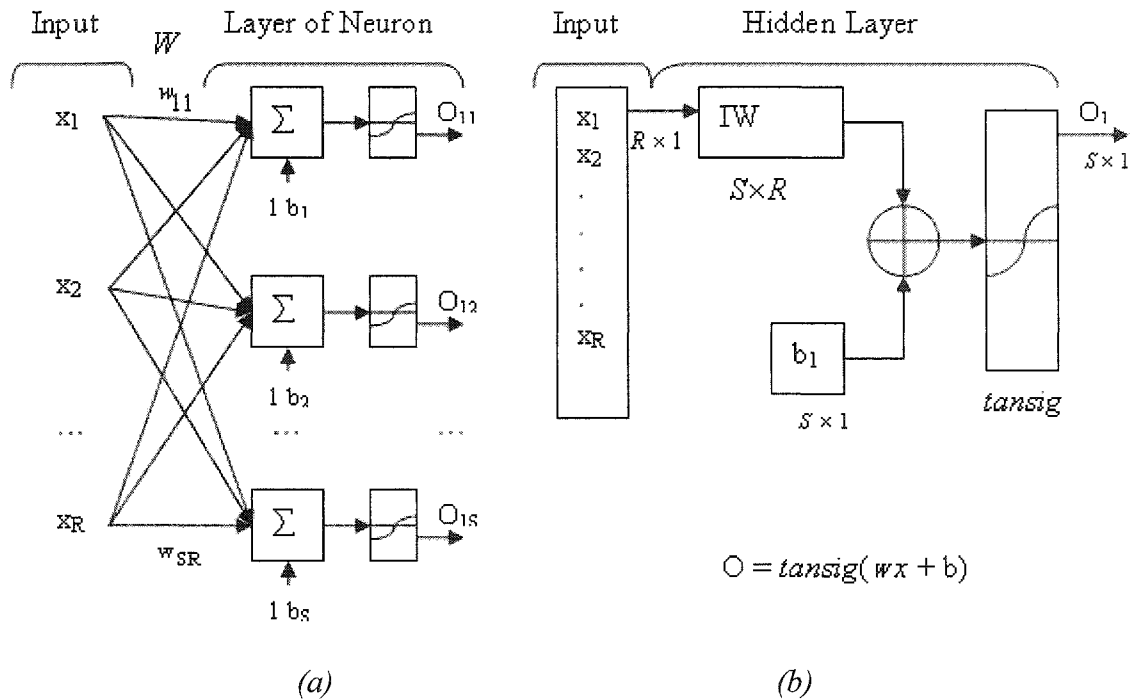 Input
W
Layer of Neuron
x1
w11
Σ
O11
1 b1
x2
Σ
O12
1 b2
... ... ...
xR
wSR
Σ
O1S
1 bS
(a)
Input
Hidden Layer
x1
x2
.
.
.
.
xR
R × 1
IW
S×R
b1
S × 1
tansig
O1
S × 1
O = tansig(wx + b)
(b)